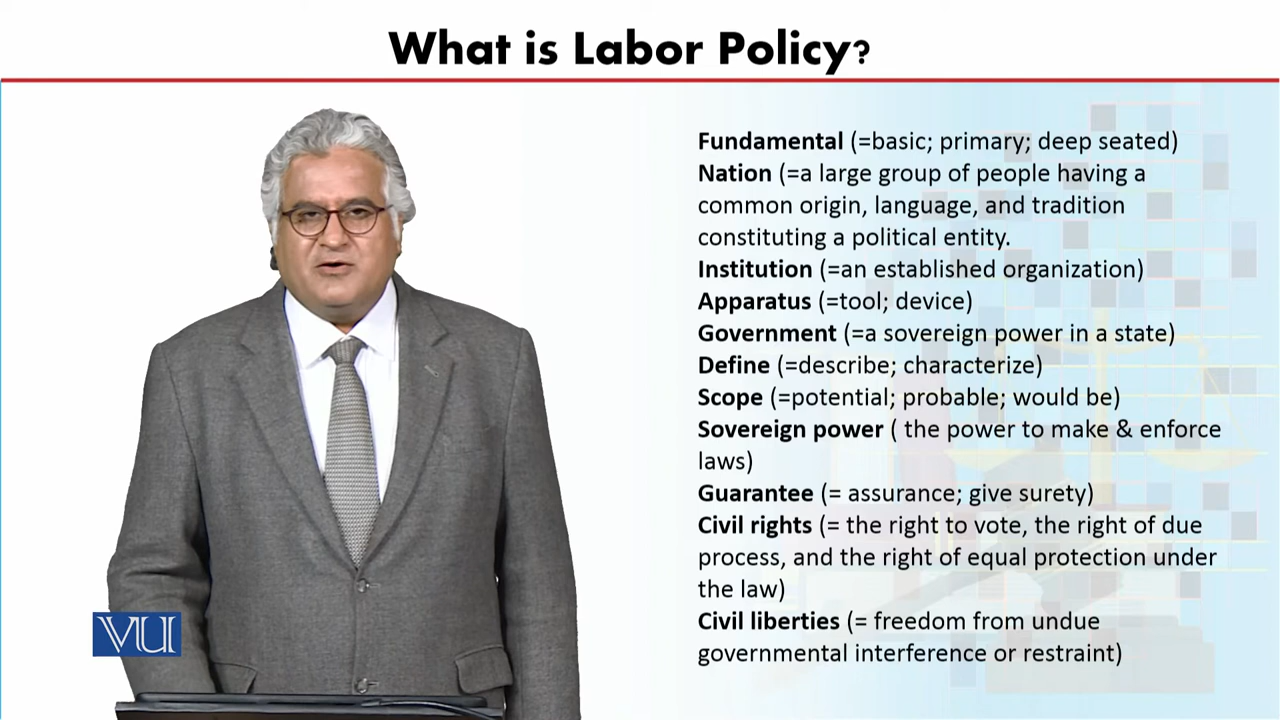 What is Labor Policy?
Fundamental (=basic; primary; deep seated)
Nation (=a large group of people having a
common origin, language, and tradition
constituting a political entity.
Institution (=an established organization)
Apparatus (=tool; device)
Government (=a sovereign power in a state)
Define (=describe; characterize)
Scope (=potential; probable; would be)
Sovereign power ( the power to make & enforce
laws)
Guarantee (= assurance; give surety)
Civil rights (= the right to vote, the right of due
process, and the right of equal protection under
the law)
Civil liberties (= freedom from undue
governmental interference or restraint)
VU